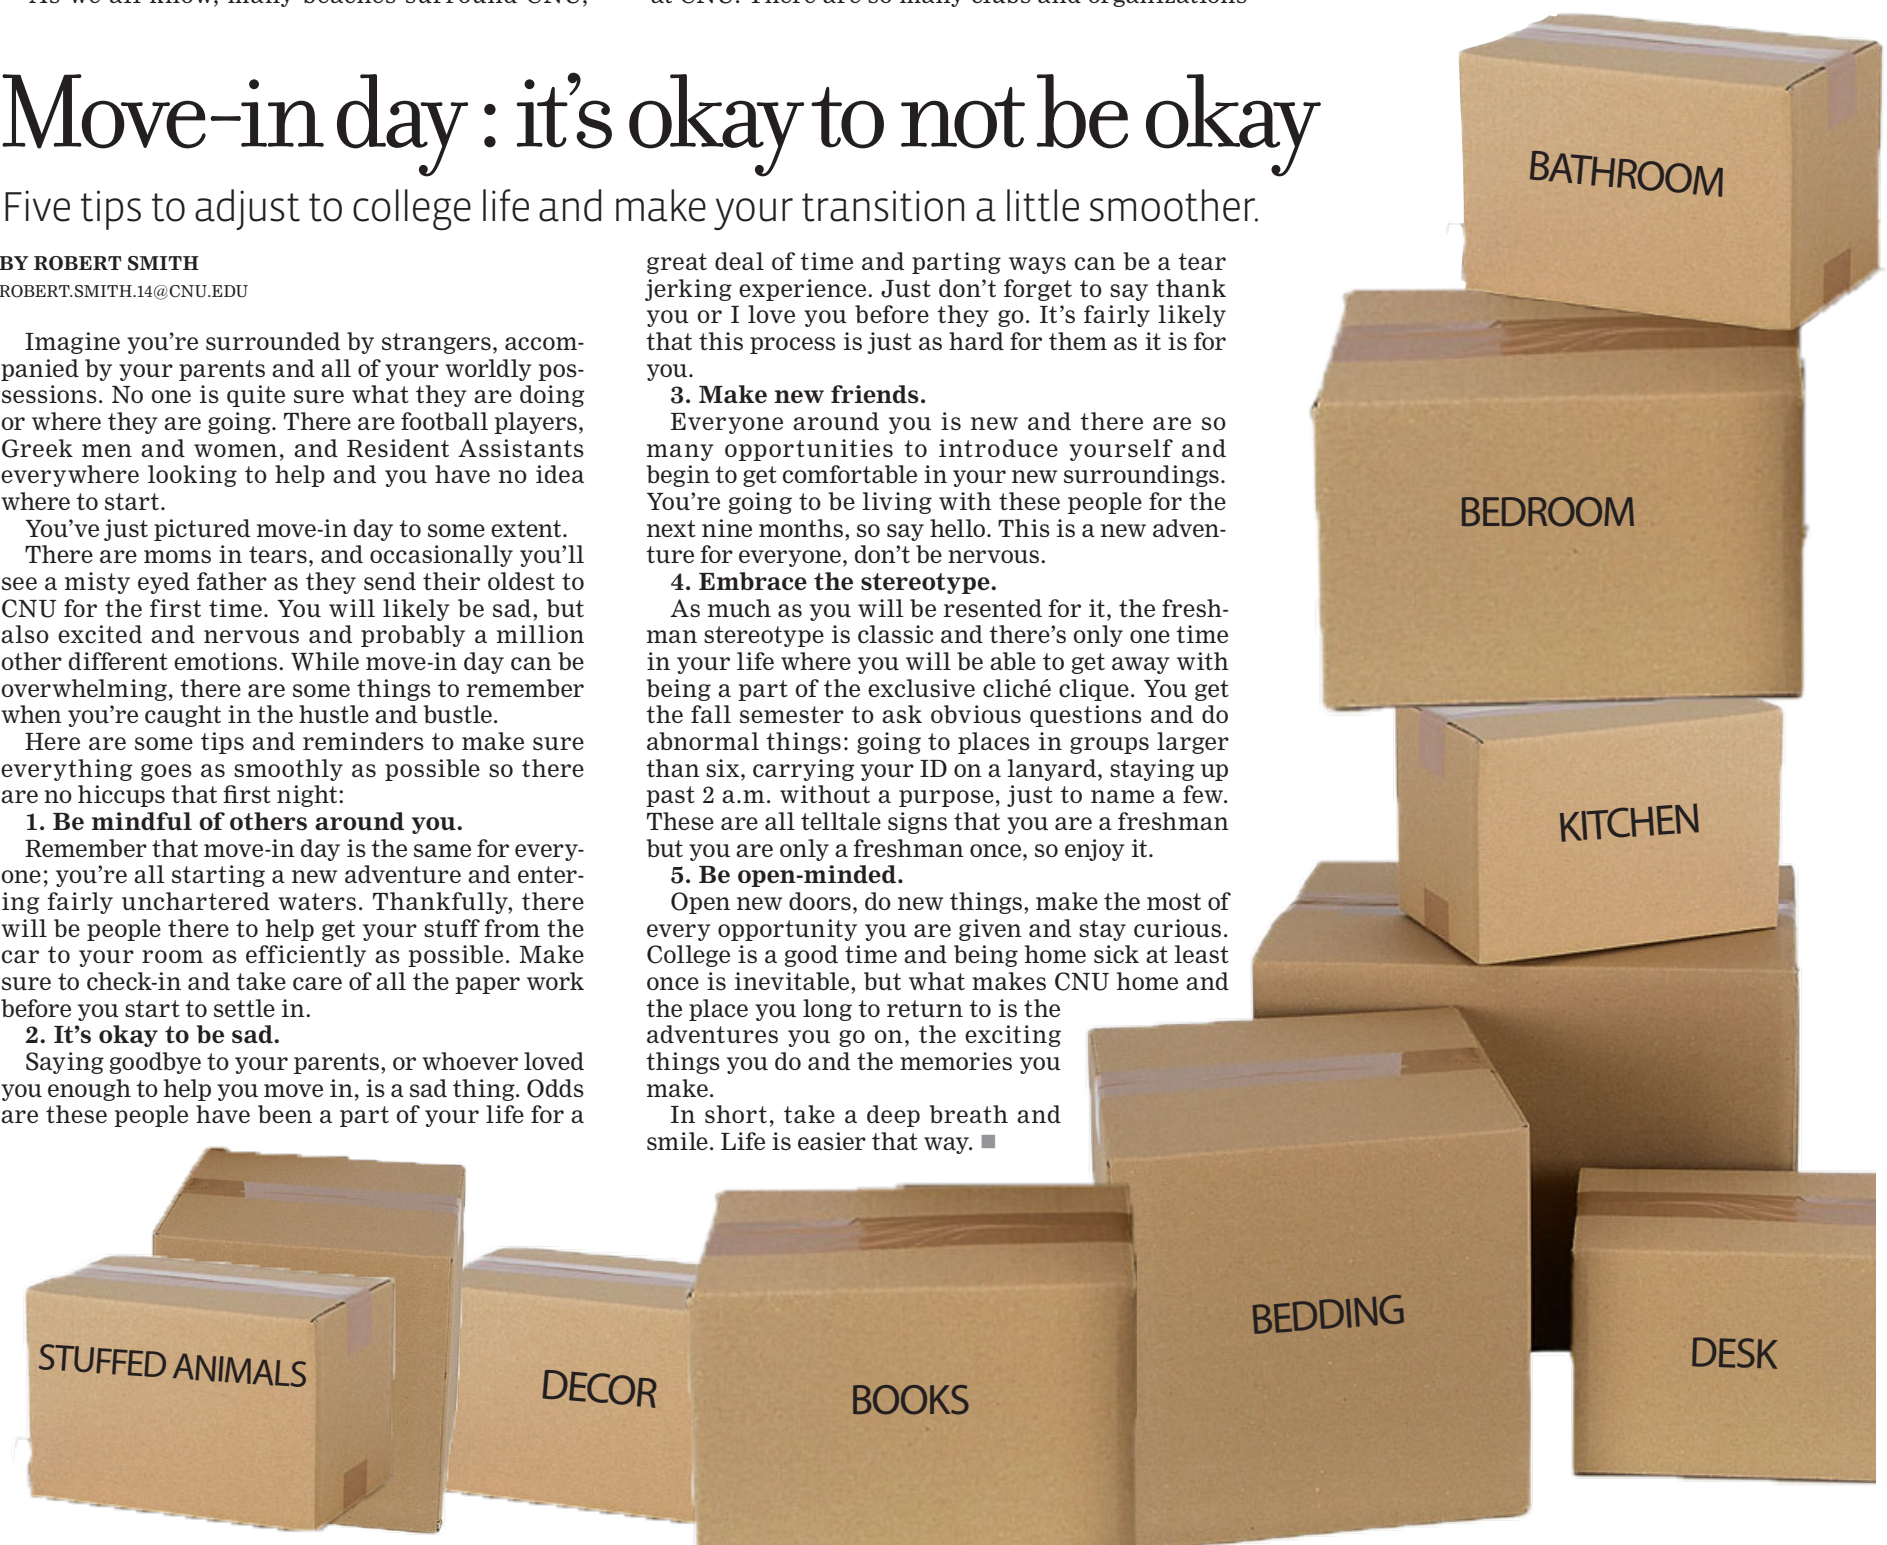 As we all know, many beaches surround CNU,
at CNU. There are so many clubs and organizations
Move-in day : it’s okay to not be okay
Five tips to adjust to college life and make your transition a little smoother.
BY ROBERT SMITH
ROBERT.SMITH.14@CNU.EDU
Imagine you’re surrounded by strangers, accom-
panied by your parents and all of your worldly pos-
sessions. No one is quite sure what they are doing
or where they are going. There are football players,
Greek men and women, and Resident Assistants
everywhere looking to help and you have no idea
where to start.
You’ve just pictured move-in day to some extent.
There are moms in tears, and occasionally you’ll
see a misty eyed father as they send their oldest to
CNU for the first time. You will likely be sad, but
also excited and nervous and probably a million
other different emotions. While move-in day can be
overwhelming, there are some things to remember
when you’re caught in the hustle and bustle.
Here are some tips and reminders to make sure
everything goes as smoothly as possible so there
are no hiccups that first night:
1. Be mindful of others around you.
Remember that move-in day is the same for every-
one; you’re all starting a new adventure and enter-
ing fairly unchartered waters. Thankfully, there
will be people there to help get your stuff from the
car to your room as efficiently as possible. Make
sure to check-in and take care of all the paper work
before you start to settle in.
2. It’s okay to be sad.
Saying goodbye to your parents, or whoever loved
you enough to help you move in, is a sad thing. Odds
are these people have been a part of your life for a
great deal of time and parting ways can be a tear
jerking experience. Just don’t forget to say thank
you or I love you before they go. It’s fairly likely
that this process is just as hard for them as it is for
you.
3. Make new friends.
Everyone around you is new and there are so
many opportunities to introduce yourself and
begin to get comfortable in your new surroundings.
You’re going to be living with these people for the
next nine months, so say hello. This is a new adven-
ture for everyone, don’t be nervous.
4. Embrace the stereotype.
As much as you will be resented for it, the fresh-
man stereotype is classic and there’s only one time
in your life where you will be able to get away with
being a part of the exclusive cliché clique. You get
the fall semester to ask obvious questions and do
abnormal things: going to places in groups larger
than six, carrying your ID on a lanyard, staying up
past 2 a.m. without a purpose, just to name a few.
These are all telltale signs that you are a freshman
but you are only a freshman once, so enjoy it.
5. Be open-minded.
Open new doors, do new things, make the most of
every opportunity you are given and stay curious.
College is a good time and being home sick at least
once is inevitable, but what makes CNU home and
the place you long to return to is the
adventures you go on, the exciting
things you do and the memories you
make.
In short, take a deep breath and
smile. Life is easier that way. ■
BATHROOM
BEDROOM
KITCHEN
BEDDING
DESK
STUFFED ANIMALS
DECOR
BOOKS